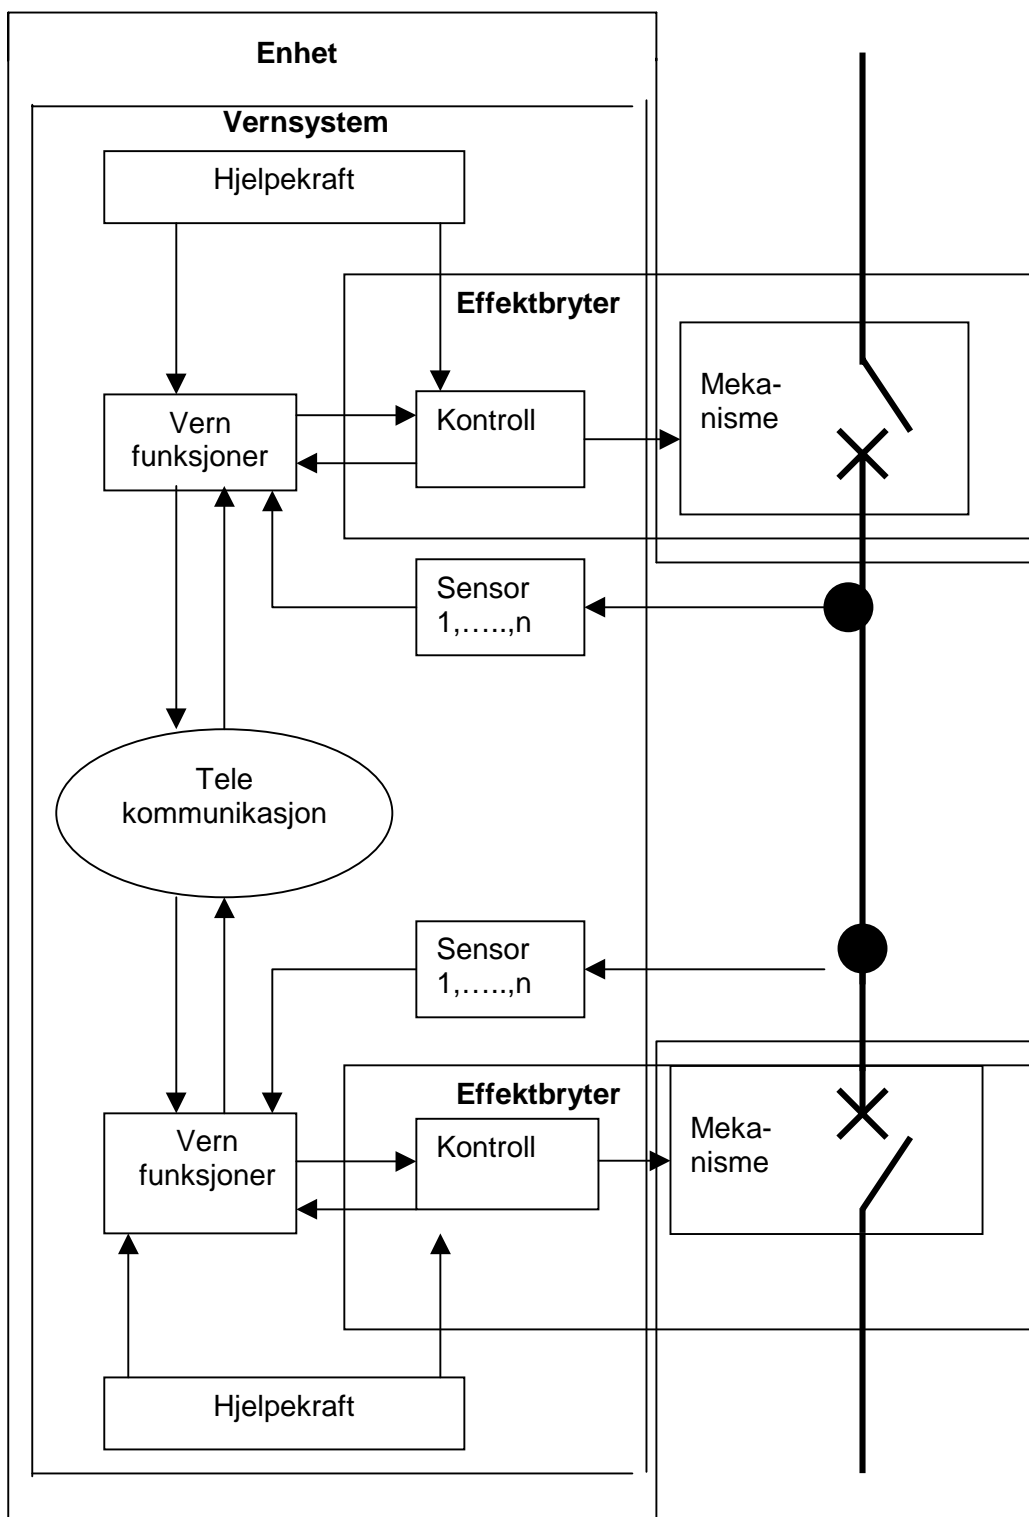 Enhet
Vernsystem
Hjelpekraft
Effektbryter
Meka-
nisme
Kontroll
Vern
funksjoner
Sensor
1,.....,n
Tele
kommunikasjon
Sensor
1,.....,n
Effektbryter
Kontroll
Meka-
nisme
Vern
funksjoner
Hjelpekraft